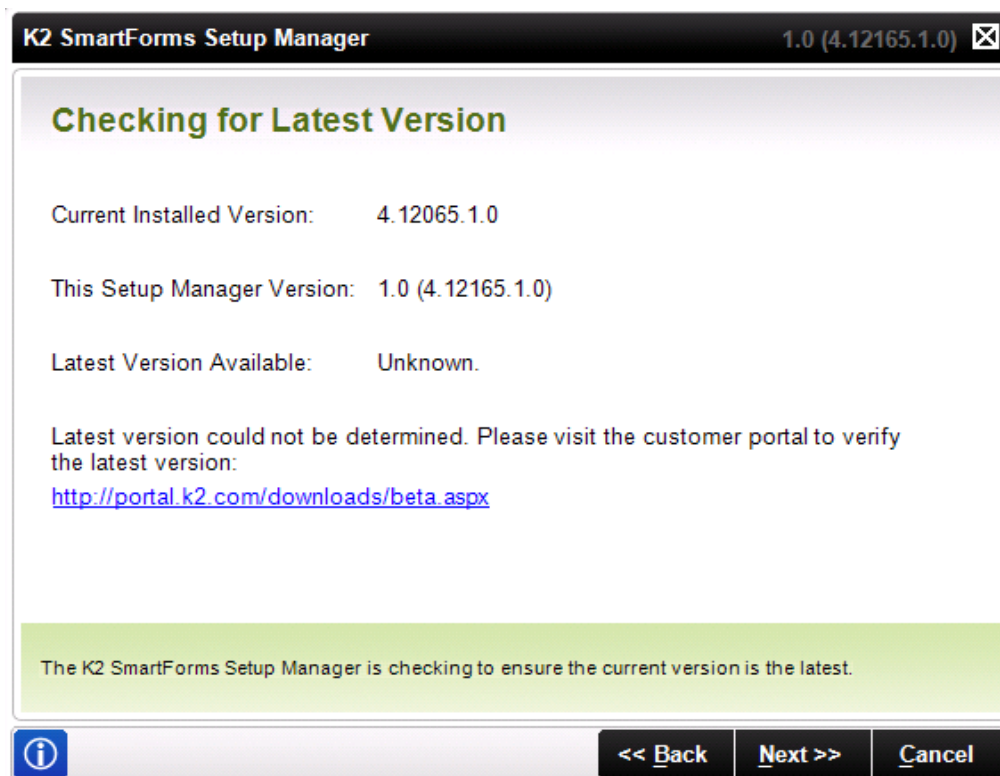 K2 SmartForms Setup Manager 1.0 (4.12165.1.0)
Checking for Latest Version
Current Installed Version: 4.12065.1.0
This Setup Manager Version: 1.0 (4.12165.1.0)
Latest Version Available: Unknown.
Latest version could not be determined. Please visit the customer portal to verify
the latest version:
http://portal.k2.com/downloads/beta.aspx
The K2 SmartForms Setup Manager is checking to ensure the current version is the latest.
<< Back Next >> Cancel